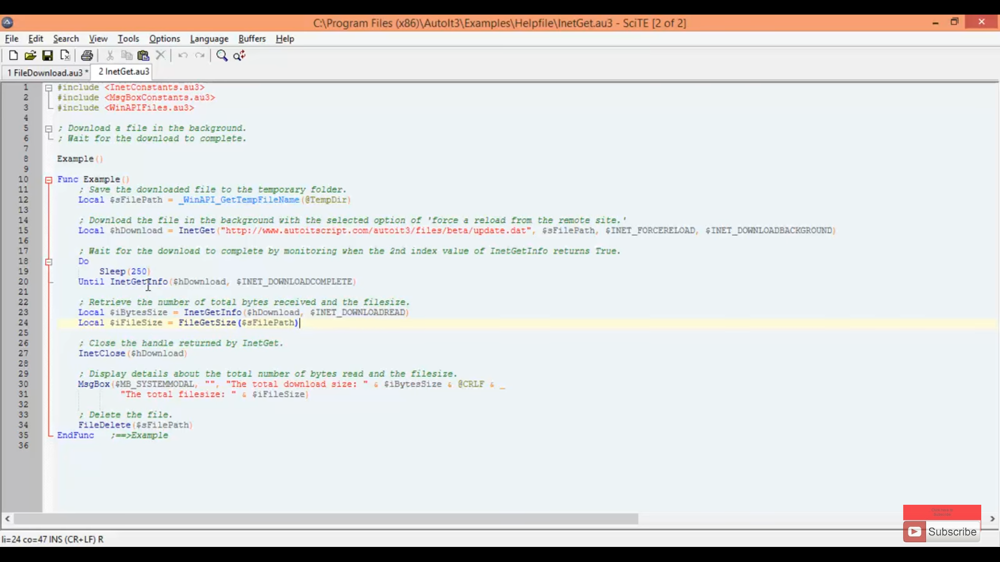 C:\Program Files (x86)\AutoIt3\Examples\Helpfile\InetGet.au3 - SciTE [2 of 2]
File Edit Search View Tools Options Language Buffers Help
1 FileDownload.au3 * 2 InetGet.au3
1 #include <InetConstants.au3>
2 #include <MsgBoxConstants.au3>
3 #include <WinAPIFiles.au3>
4
5 ; Download a file in the background.
6 ; Wait for the download to complete.
7
8 Example()
9
10 Func Example()
11 ; Save the downloaded file to the temporary folder.
12 Local $sFilePath = _WinAPI_GetTempFileName(@TempDir)
13
14 ; Download the file in the background with the selected option of 'force a reload from the remote site.'
15 Local $hDownload = InetGet("http://www.autoitscript.com/autoit3/files/beta/update.dat", $sFilePath, $INET_FORCERELOAD, $INET_DOWNLOADBACKGROUND)
16
17 ; Wait for the download to complete by monitoring when the 2nd index value of InetGetInfo returns True.
18 Do
19 Sleep(250)
20 Until InetGetInfo($hDownload, $INET_DOWNLOADCOMPLETE)
21
22 ; Retrieve the number of total bytes received and the filesize.
23 Local $iBytesSize = InetGetInfo($hDownload, $INET_DOWNLOADREAD)
24 Local $iFileSize = FileGetSize($sFilePath)
25
26 ; Close the handle returned by InetGet.
27 InetClose($hDownload)
28
29 ; Display details about the total number of bytes read and the filesize.
30 MsgBox($MB_SYSTEMMODAL, "", "The total download size: " & $iBytesSize & @CRLF & _
31 "The total filesize: " & $iFileSize)
32
33 ; Delete the file.
34 FileDelete($sFilePath)
35 EndFunc ;==>Example
36
Subscribe
li=24 co=47 INS (CR+LF) R